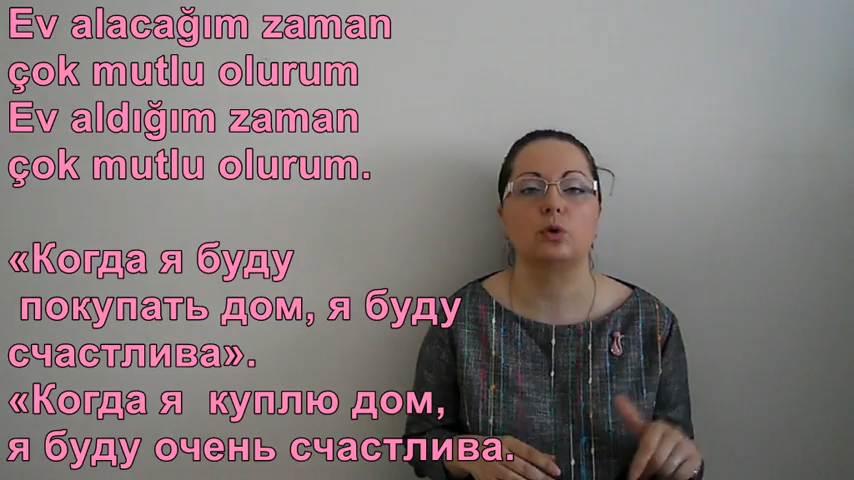 Ev alacağım zaman
çok mutlu olurum
Ev aldığım zaman
çok mutlu olurum.
«Когда я буду
покупать дом, я буду
счастлива».
«Когда я куплю дом,
я буду очень счастлива.